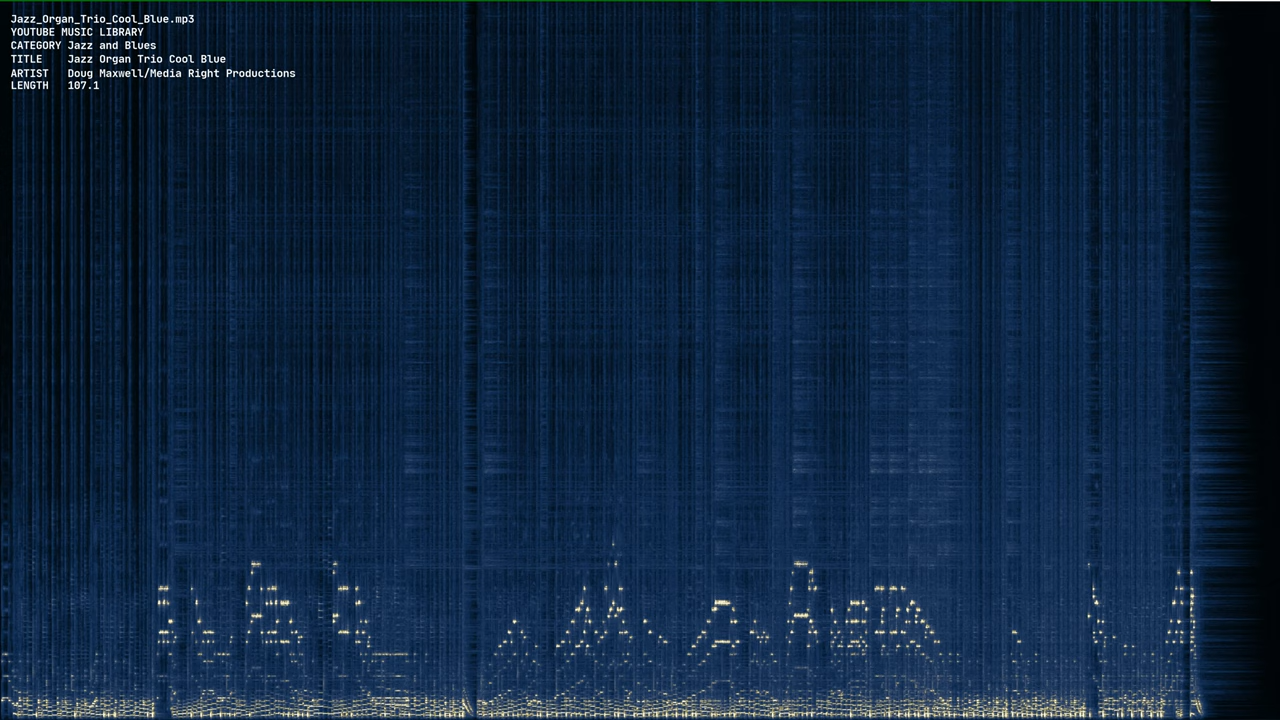 Jazz_Organ_Trio_Cool_Blue.mp3
YOUTUBE MUSIC LIBRARY
CATEGORY Jazz and Blues
TITLE    Jazz Organ Trio Cool Blue
ARTIST   Doug Maxwell/Media Right Productions
LENGTH   107.1